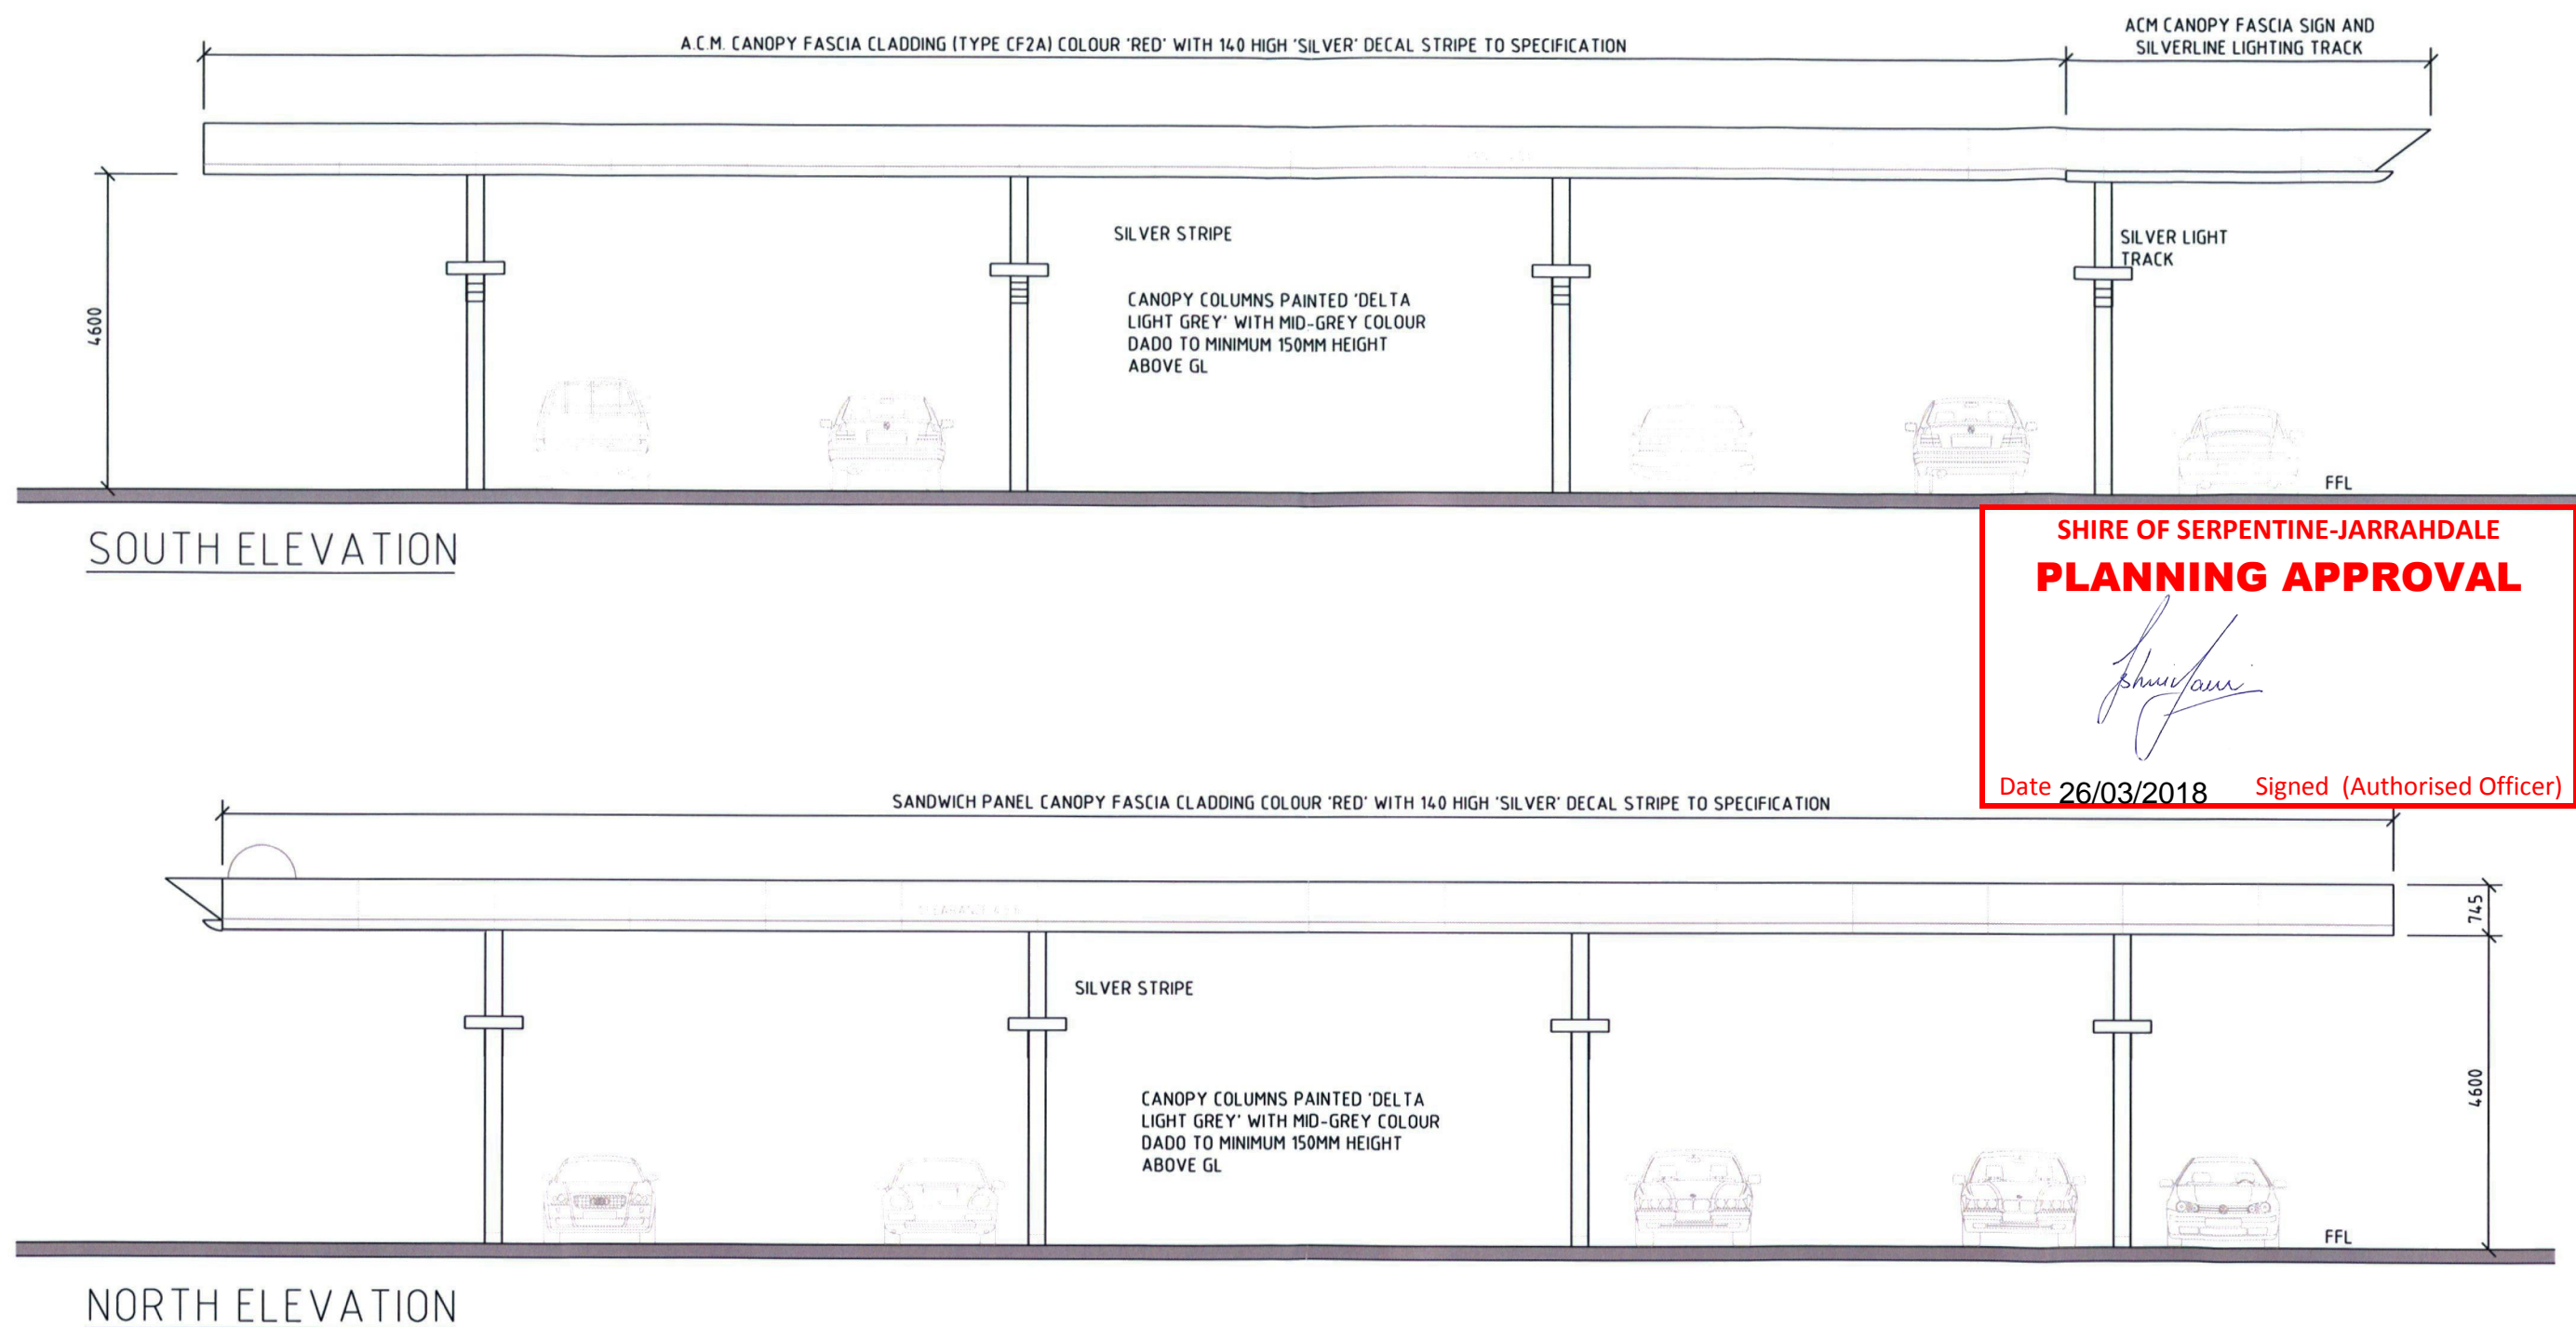 A.C.M. CANOPY FASCIA CLADDING (TYPE CF2A) COLOUR 'RED' WITH 140 HIGH 'SILVER' DECAL STRIPE TO SPECIFICATION
ACM CANOPY FASCIA SIGN AND
SILVERLINE LIGHTING TRACK
4600
SILVER STRIPE
CANOPY COLUMNS PAINTED 'DELTA
LIGHT GREY' WITH MID-GREY COLOUR
DADO TO MINIMUM 150MM HEIGHT
ABOVE GL
SILVER LIGHT
TRACK
FFL
SOUTH ELEVATION
SHIRE OF SERPENTINE-JARRAHDALE
PLANNING APPROVAL
Date 26/03/2018 Signed (Authorised Officer)
SANDWICH PANEL CANOPY FASCIA CLADDING COLOUR 'RED' WITH 140 HIGH 'SILVER' DECAL STRIPE TO SPECIFICATION
745
SILVER STRIPE
4600
CANOPY COLUMNS PAINTED 'DELTA
LIGHT GREY' WITH MID-GREY COLOUR
DADO TO MINIMUM 150MM HEIGHT
ABOVE GL
FFL
NORTH ELEVATION